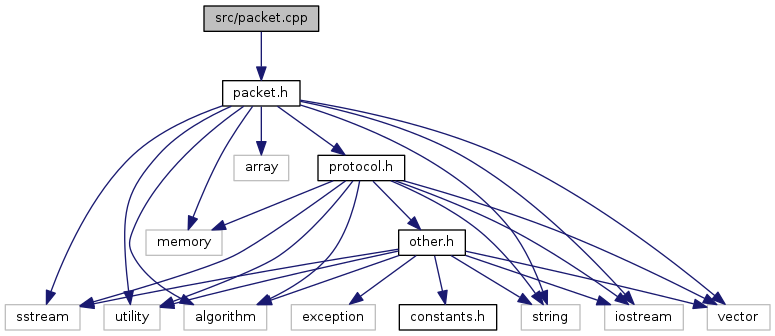 src/packet.cpp
packet.h
array
protocol.h
memory
other.h
sstream
utility
algorithm
exception
constants.h
string
iostream
vector